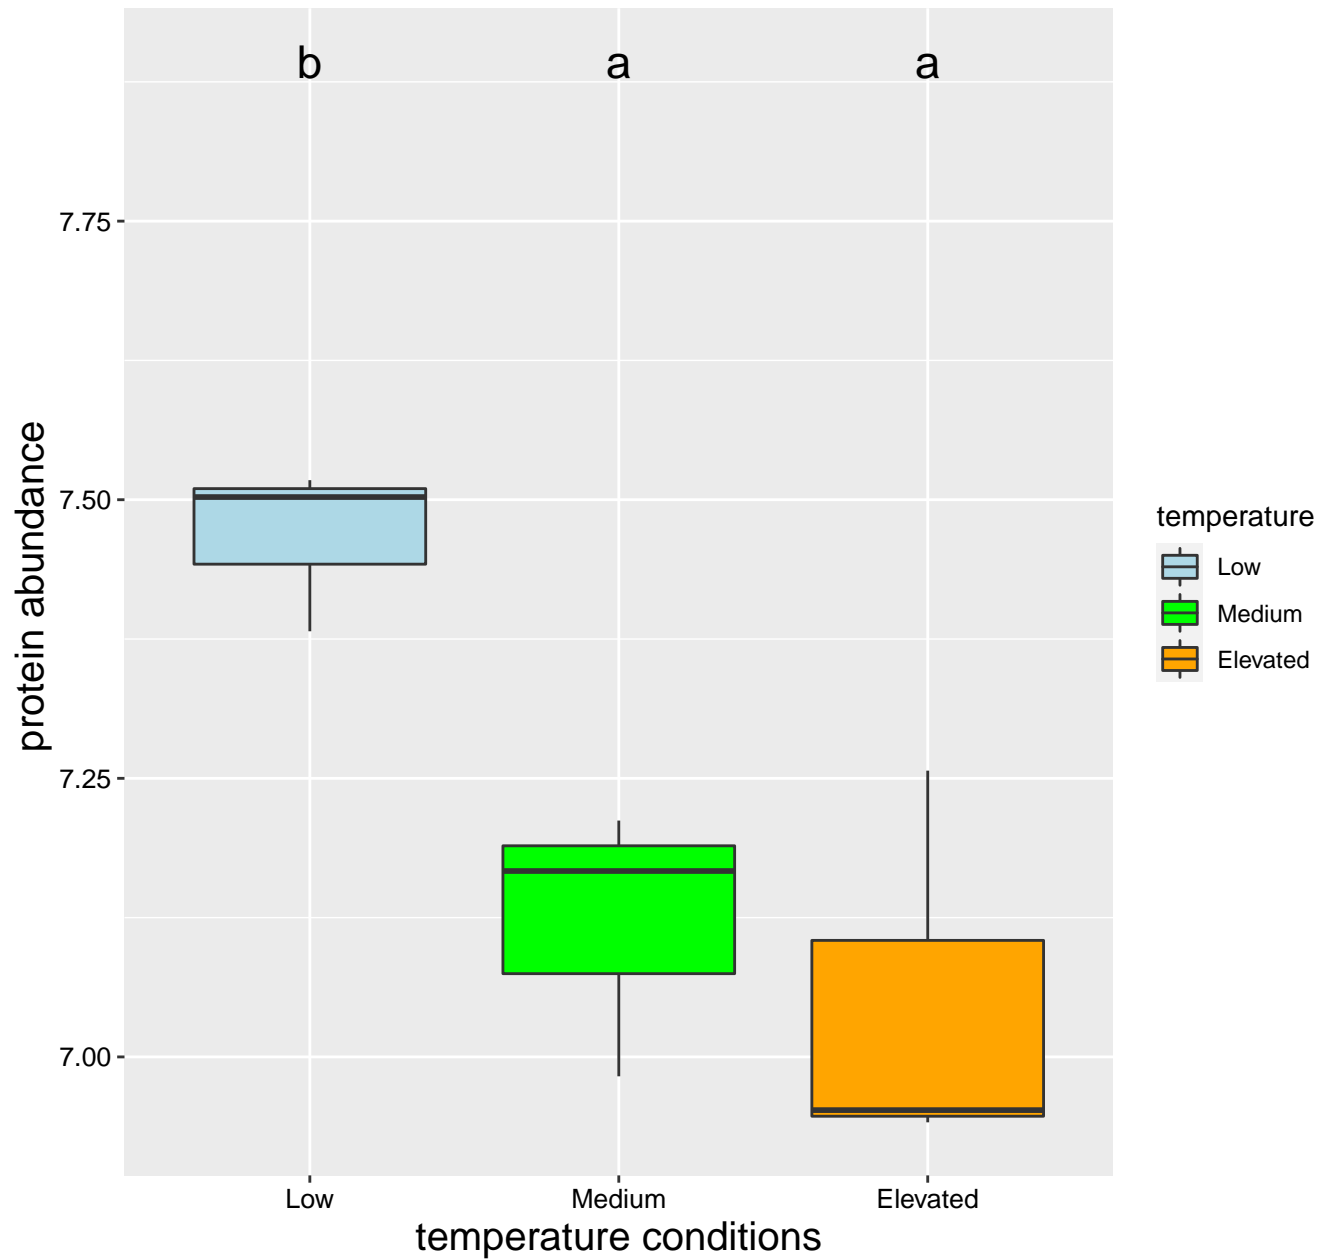 b a a
7.75
7.50
7.25
7.00
protein abundance
Low Medium Elevated
temperature conditions
temperature
Low
Medium
Elevated